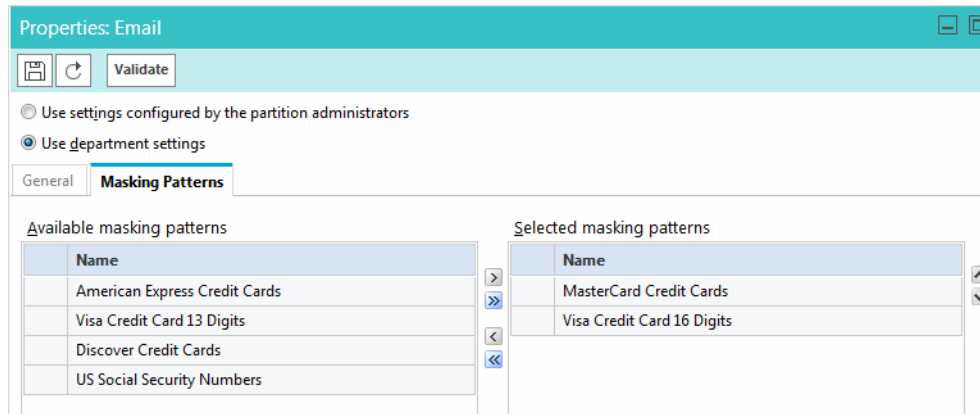 Properties: Email
Validate
Use settings configured by the partition administrators
Use department settings
General
Masking Patterns
Available masking patterns
Selected masking patterns
Name
Name
American Express Credit Cards
MasterCard Credit Cards
Visa Credit Card 13 Digits
Visa Credit Card 16 Digits
Discover Credit Cards
US Social Security Numbers